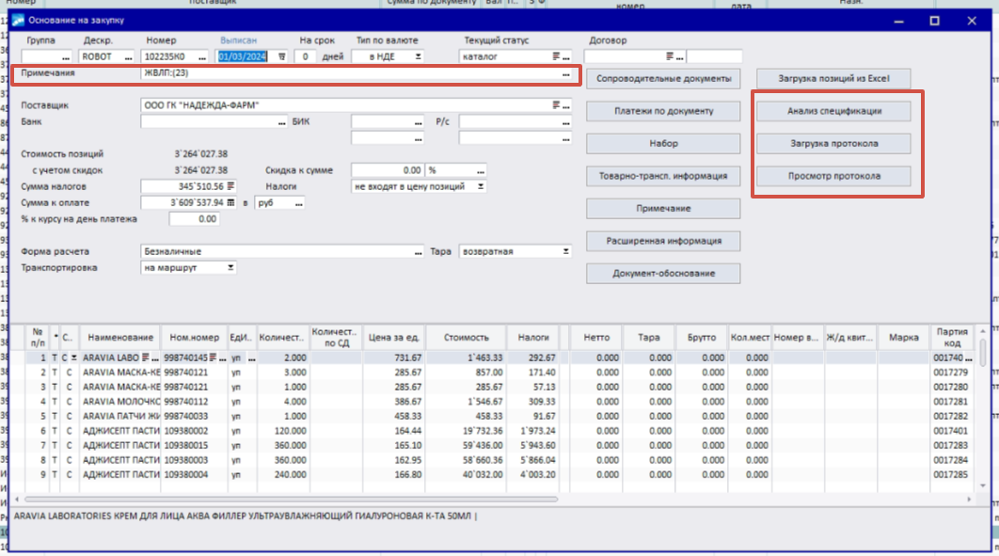 Основание на закупку
Группа Дескр. Номер Выписан На срок Тип по валюте Текущий статус Договор
... ROBOT ... 102235К0 ... 01/03/2024 0 дней в НДЕ каталог ... ...
Примечания ЖВЛП:(23) ...
Сопроводительные документы Загрузка позиций из Excel
Поставщик ООО ГК "НАДЕЖДА-ФАРМ" ...
Платежи по документу Анализ спецификации
Банк ... БИК ... Р/с ...
... ...
Набор Загрузка протокола
Стоимость позиций 3`264`027.38
с учетом скидок 3`264`027.38 Скидка к сумме 0.00 % ...
Товарно-трансп. информация Просмотр протокола
Сумма налогов 345`510.56 Налоги не входят в цену позиций
Сумма к оплате 3`609`537.94 в руб ...
Примечание
% к курсу на день платежа 0.00
Расширенная информация
Форма расчета Безналичные ... Тара возвратная
Транспортировка на маршрут
Документ-обоснование
№ п/п * С.. Наименование Ном.номер ЕдИ.. Количест.. Количест.. по СД Цена за ед. Стоимость Налоги Нетто Тара Брутто Кол.мест Номер в... Ж/д квит... Марка Партия код
1 Т С ARAVIA LABO ... 998740145 ... уп ... 2.000 731.67 1`463.33 292.67 0.000 0.000 0.000 0.000 001740 ...
2 Т С ARAVIA МАСКА-КЕ 998740121 уп 3.000 285.67 857.00 171.40 0.000 0.000 0.000 0.000 0017279
3 Т С ARAVIA МАСКА-КЕ 998740121 уп 1.000 285.67 285.67 57.13 0.000 0.000 0.000 0.000 0017280
4 Т С ARAVIA МОЛОЧКО 998740112 уп 4.000 386.67 1`546.67 309.33 0.000 0.000 0.000 0.000 0017281
5 Т С ARAVIA ПАТЧИ ЖИ 998740033 уп 1.000 458.33 458.33 91.67 0.000 0.000 0.000 0.000 0017282
6 Т С АДЖИСЕПТ ПАСТИ 109380002 уп 120.000 164.44 19`732.36 1`973.24 0.000 0.000 0.000 0.000 0017401
7 Т С АДЖИСЕПТ ПАСТИ 109380015 уп 360.000 165.10 59`436.00 5`943.60 0.000 0.000 0.000 0.000 0017283
8 Т С АДЖИСЕПТ ПАСТИ 109380003 уп 360.000 162.95 58`660.36 5`866.04 0.000 0.000 0.000 0.000 0017284
9 Т С АДЖИСЕПТ ПАСТИ 109380004 уп 240.000 166.80 40`032.00 4`003.20 0.000 0.000 0.000 0.000 0017285
ARAVIA LABORATORIES КРЕМ ДЛЯ ЛИЦА АКВА ФИЛЛЕР УЛЬТРАУВЛАЖНЯЮЩИЙ ГИАЛУРОНОВАЯ К-ТА 50МЛ |